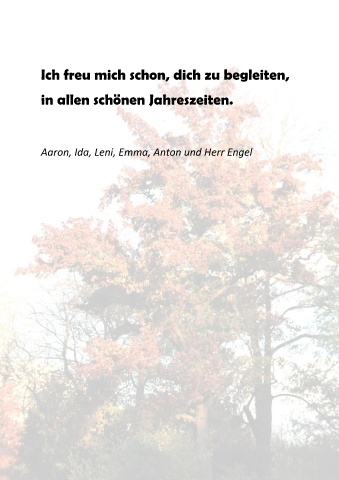 Ich freu mich schon, dich zu begleiten,
in allen schönen Jahreszeiten.
Aaron, Ida, Leni, Emma, Anton und Herr Engel